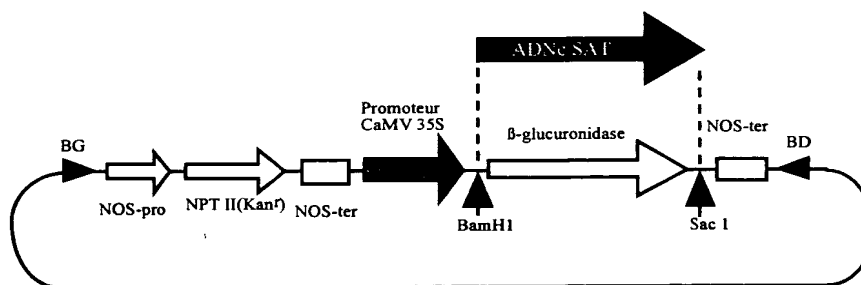 ADNc SAT
Promoteur
CaMV 35S
ß-glucuronidase
NOS-ter
BG
BD
NOS-pro
NPT II(Kanr)
NOS-ter
BamH1
Sac 1